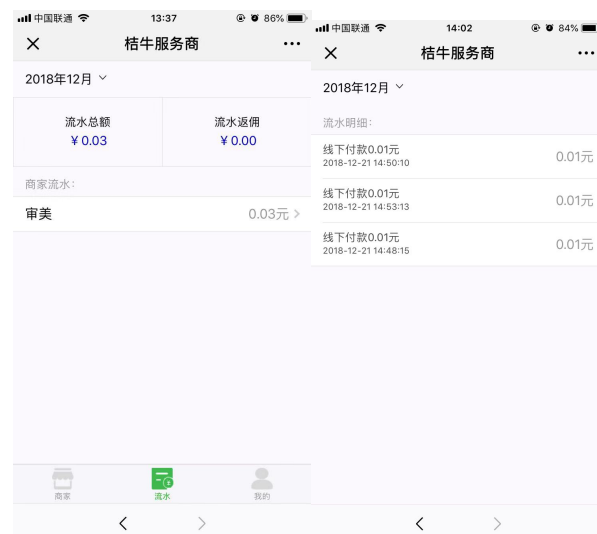 中国联通
13:37
86%
桔牛服务商
2018年12月
流水总额
流水返佣
¥0.03
¥0.00
商家流水：
审美
0.03元
商家
流水
我的
中国联通
14:02
84%
桔牛服务商
2018年12月
流水明细：
线下付款0.01元
0.01元
2018-12-21 14:50:10
线下付款0.01元
0.01元
2018-12-21 14:53:13
线下付款0.01元
0.01元
2018-12-21 14:48:15